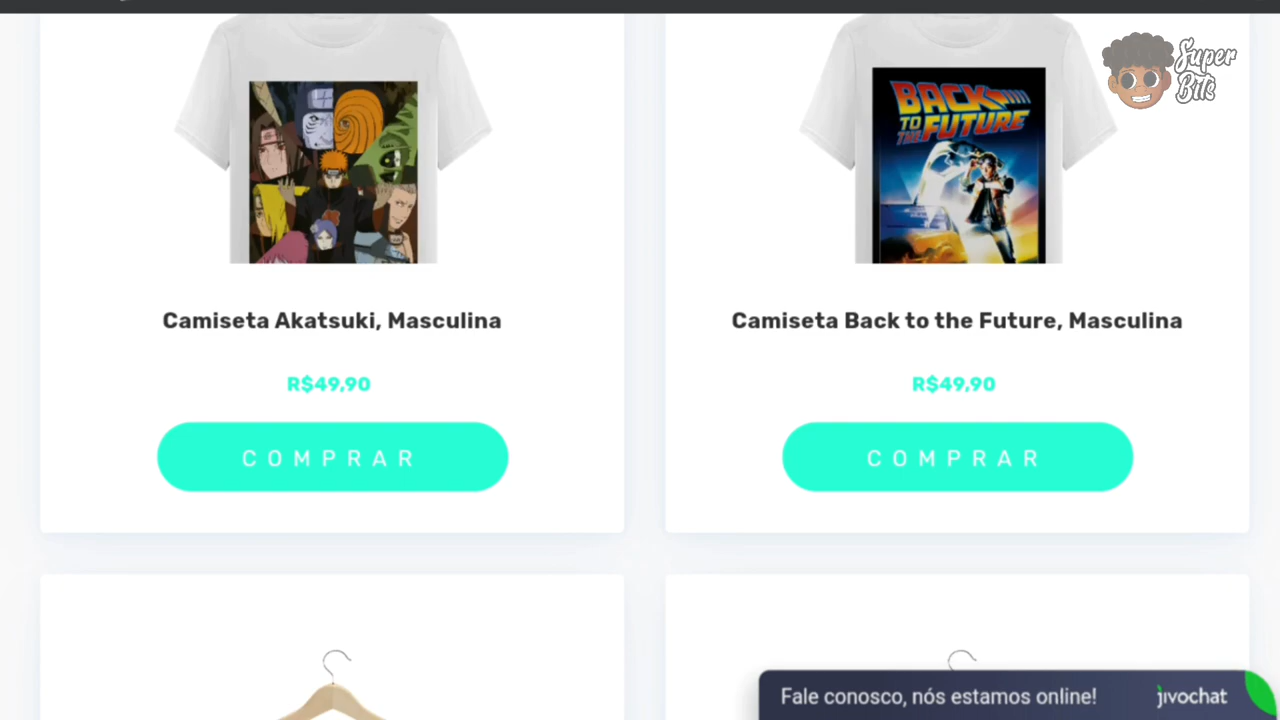 Super
Bits
BACK
TO THE FUTURE
Camiseta Akatsuki, Masculina
Camiseta Back to the Future, Masculina
R$49,90
R$49,90
COMPRAR
COMPRAR
Fale conosco, nós estamos online!
jivochat